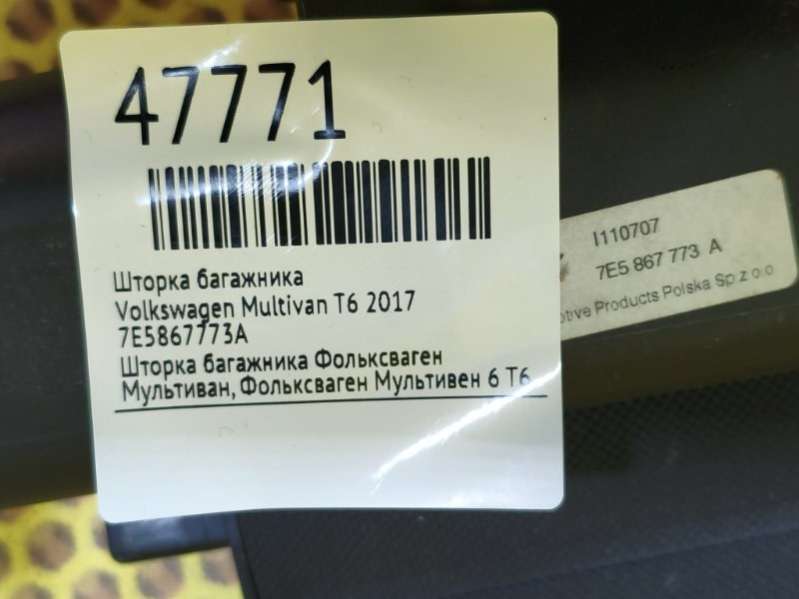 47771
Шторка багажника
Volkswagen Multivan T6 2017
7E5867773A
Шторка багажника Фольксваген
Мультиван, Фольксваген Мультивен 6 Т6
I110707
7E5 867 773 A
Products Polska Sp z o.o